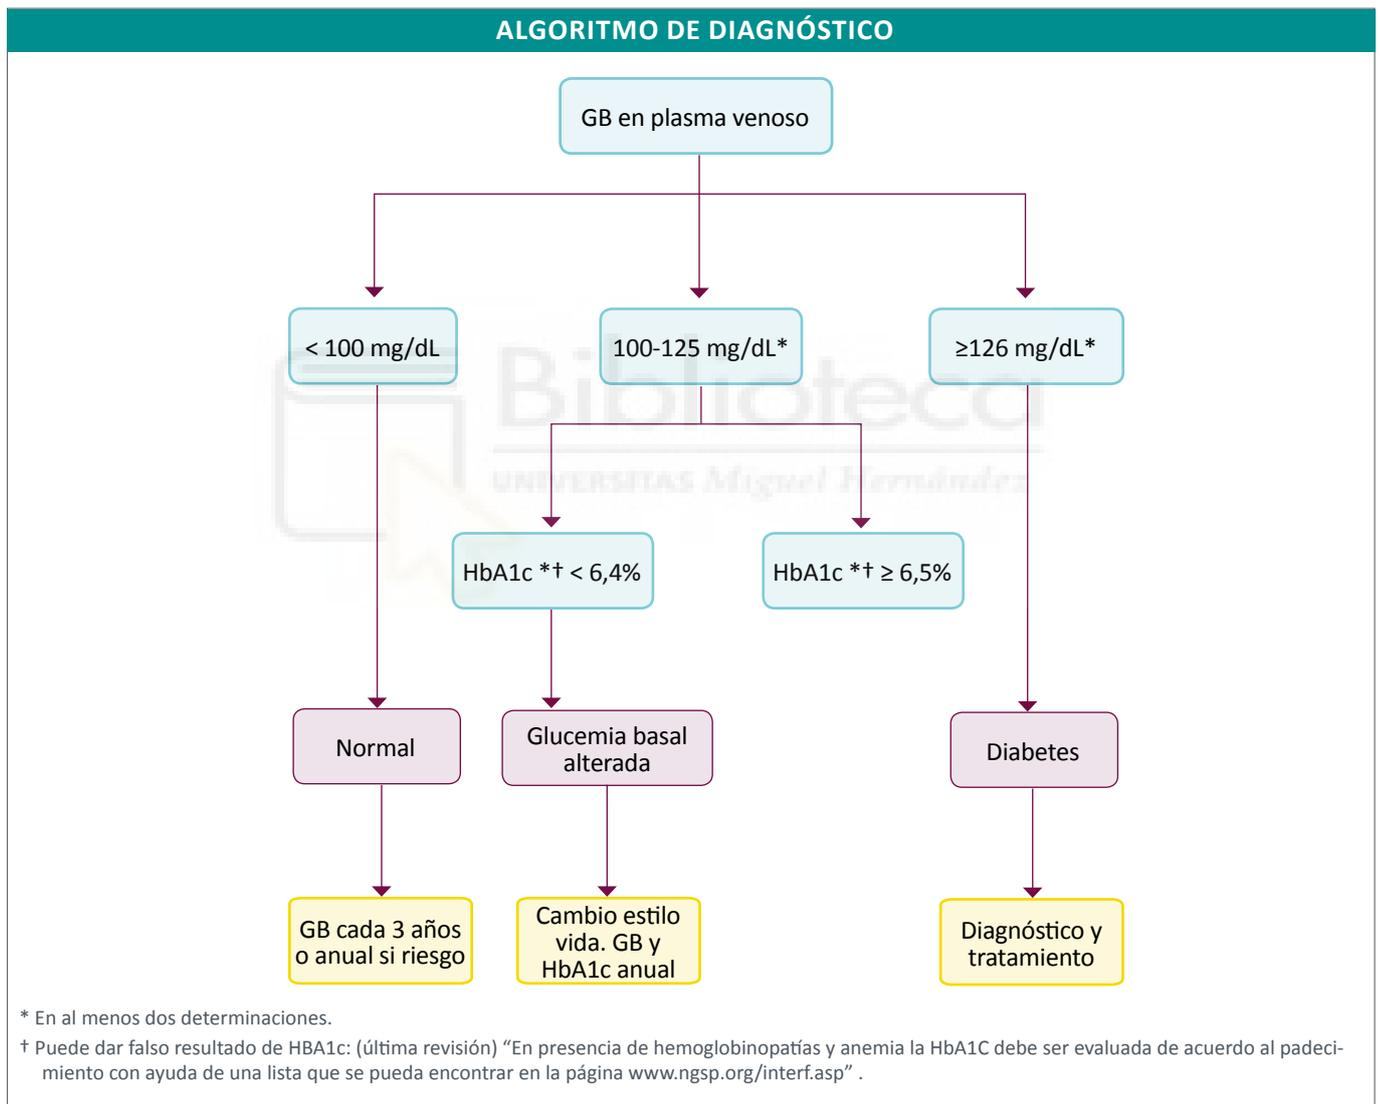 ALGORITMO DE DIAGNÓSTICO
GB en plasma venoso
< 100 mg/dL
100-125 mg/dL*
≥126 mg/dL*
Biblioteca
UNIVERSITAS Miguel Hernández
HbA1c *† < 6,4%
HbA1c *† ≥ 6,5%
Normal
Glucemia basal
alterada
Diabetes
GB cada 3 años
o anual si riesgo
Cambio estilo
vida. GB y
HbA1c anual
Diagnóstico y
tratamiento
* En al menos dos determinaciones.
† Puede dar falso resultado de HBA1c: (última revisión) “En presencia de hemoglobinopatías y anemia la HbA1C debe ser evaluada de acuerdo al padeci-
miento con ayuda de una lista que se pueda encontrar en la página www.ngsp.org/interf.asp” .